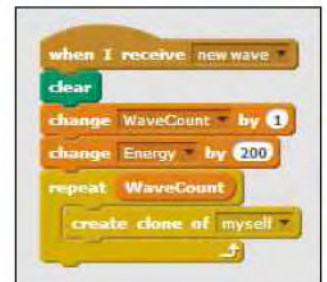 when I receive new wave
clear
change WaveCount by 1
change Energy by 200
repeat WaveCount
create clone of myself